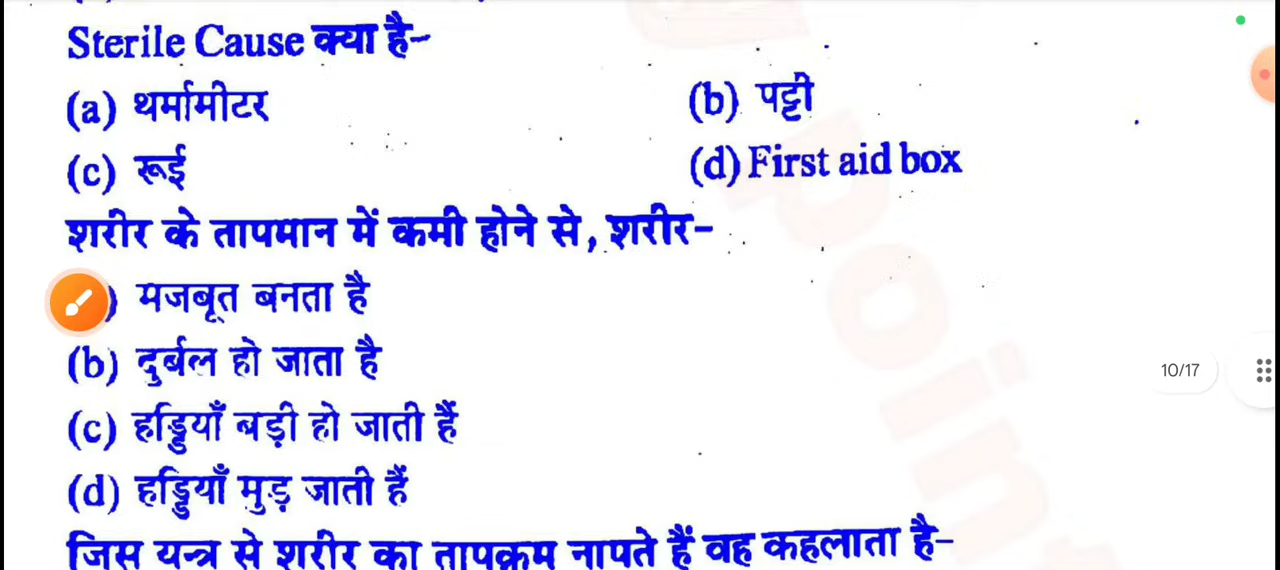 Sterile Cause क्या है-
(a) थर्मामीटर
(b) पट्टी
(c) रूई
(d) First aid box
शरीर के तापमान में कमी होने से, शरीर-
) मजबूत बनता है
(b) दुर्बल हो जाता है
(c) हड्डियाँ बड़ी हो जाती हैं
(d) हड्डियाँ मुड़ जाती हैं
10/17
जिस यन्त्र से शरीर का तापक्रम नापते हैं वह कहलाता है-
point